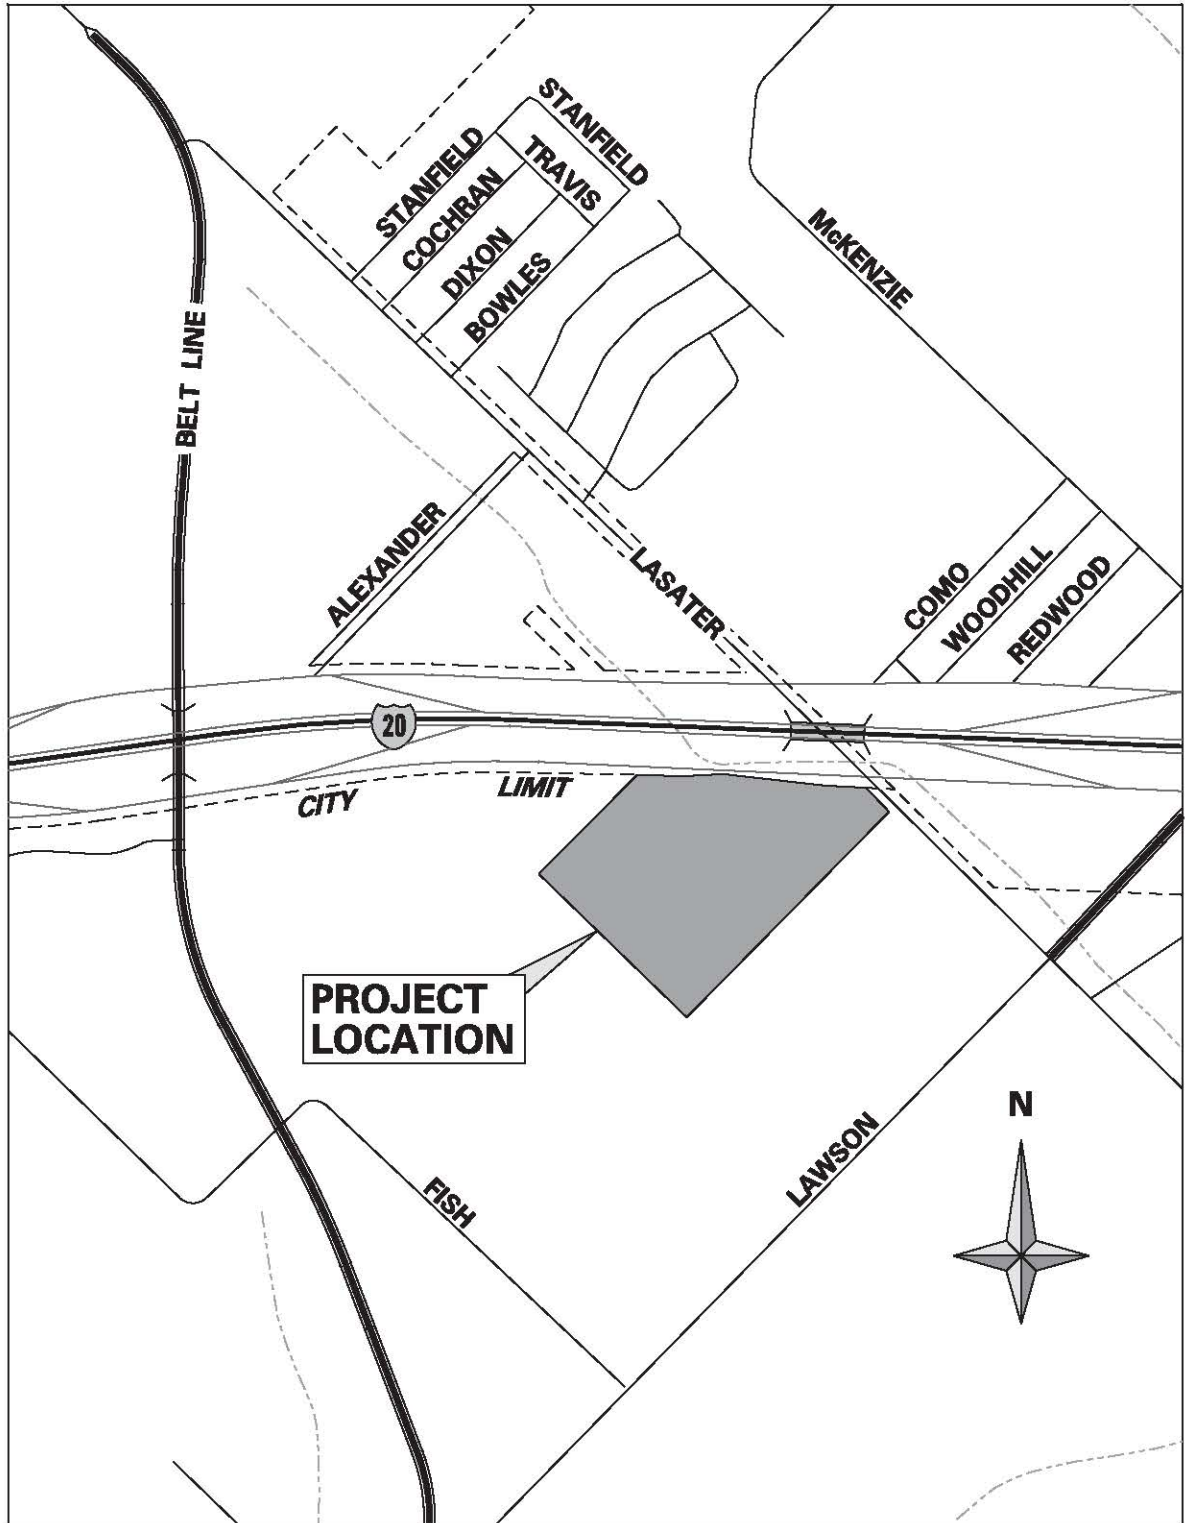 STANFIELD
STANFIELD
TRAVIS
COCHRAN
DIXON
BOWLES
McKENZIE
BELT LINE
ALEXANDER
LASATER
COMO
WOODHILL
REDWOOD
20
CITY LIMIT
PROJECT
LOCATION
N
LAWSON
FISH